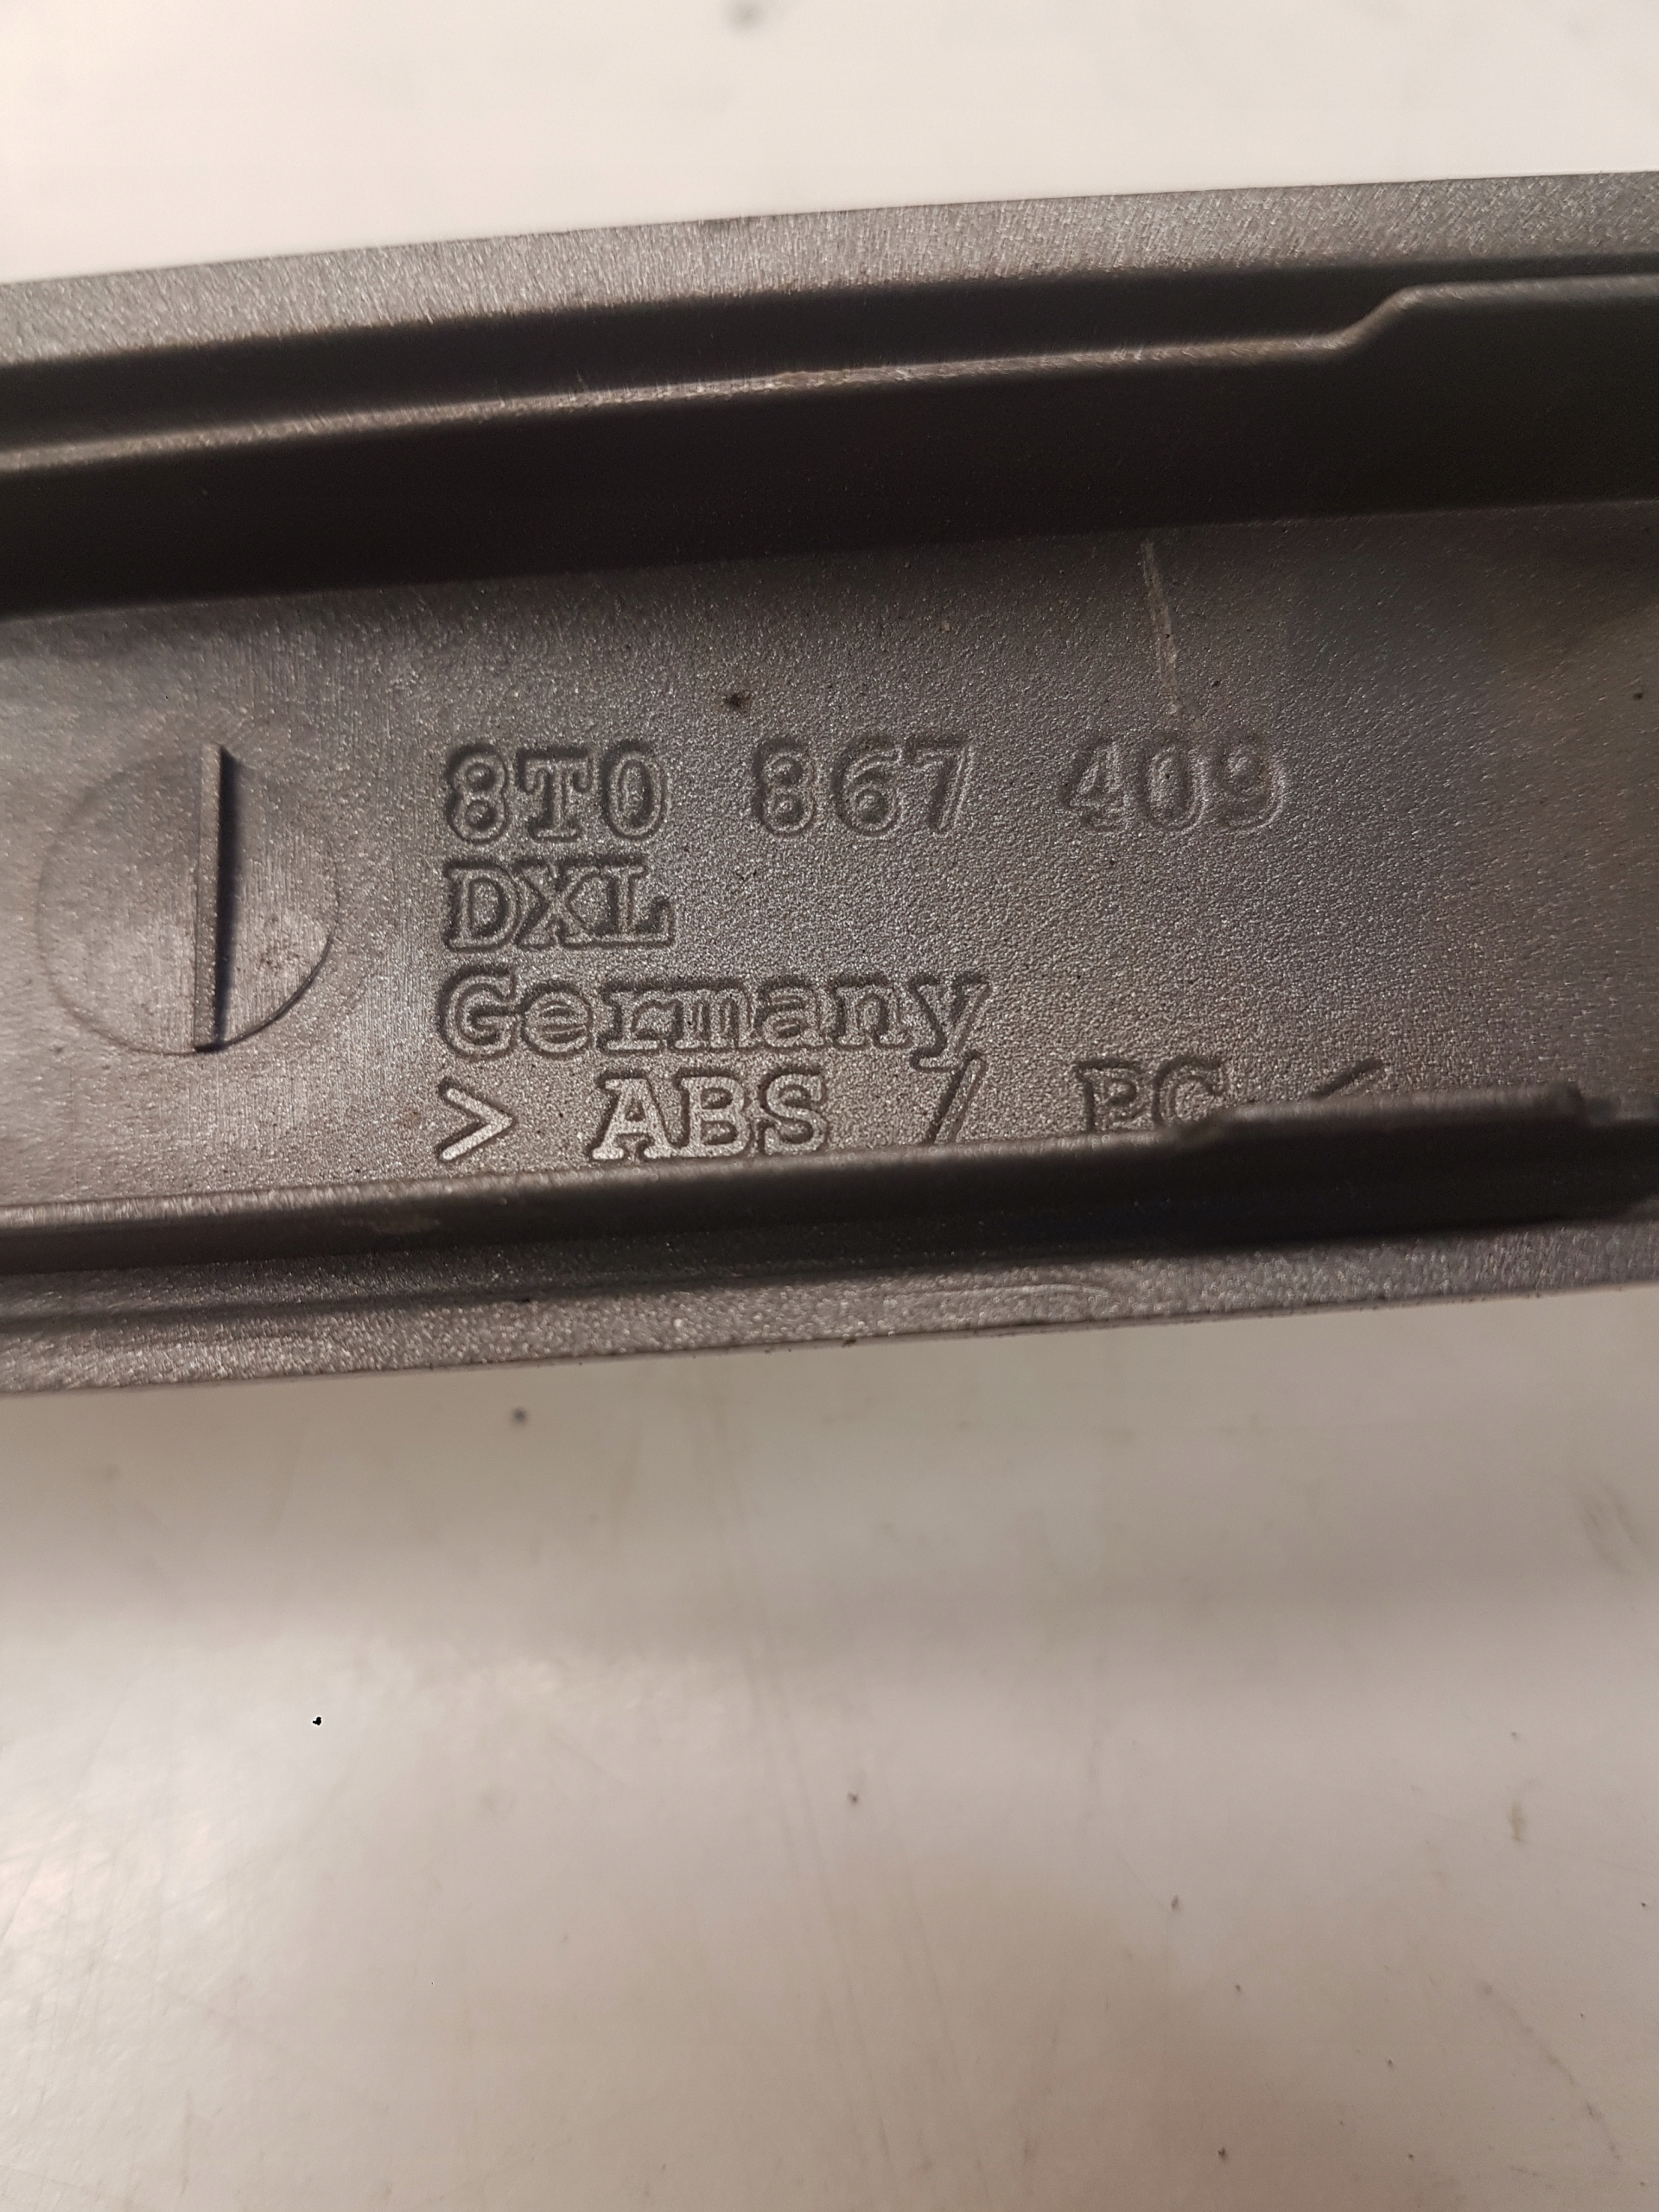 8T0 867 409
DXL
Germany
> ABS / PC <